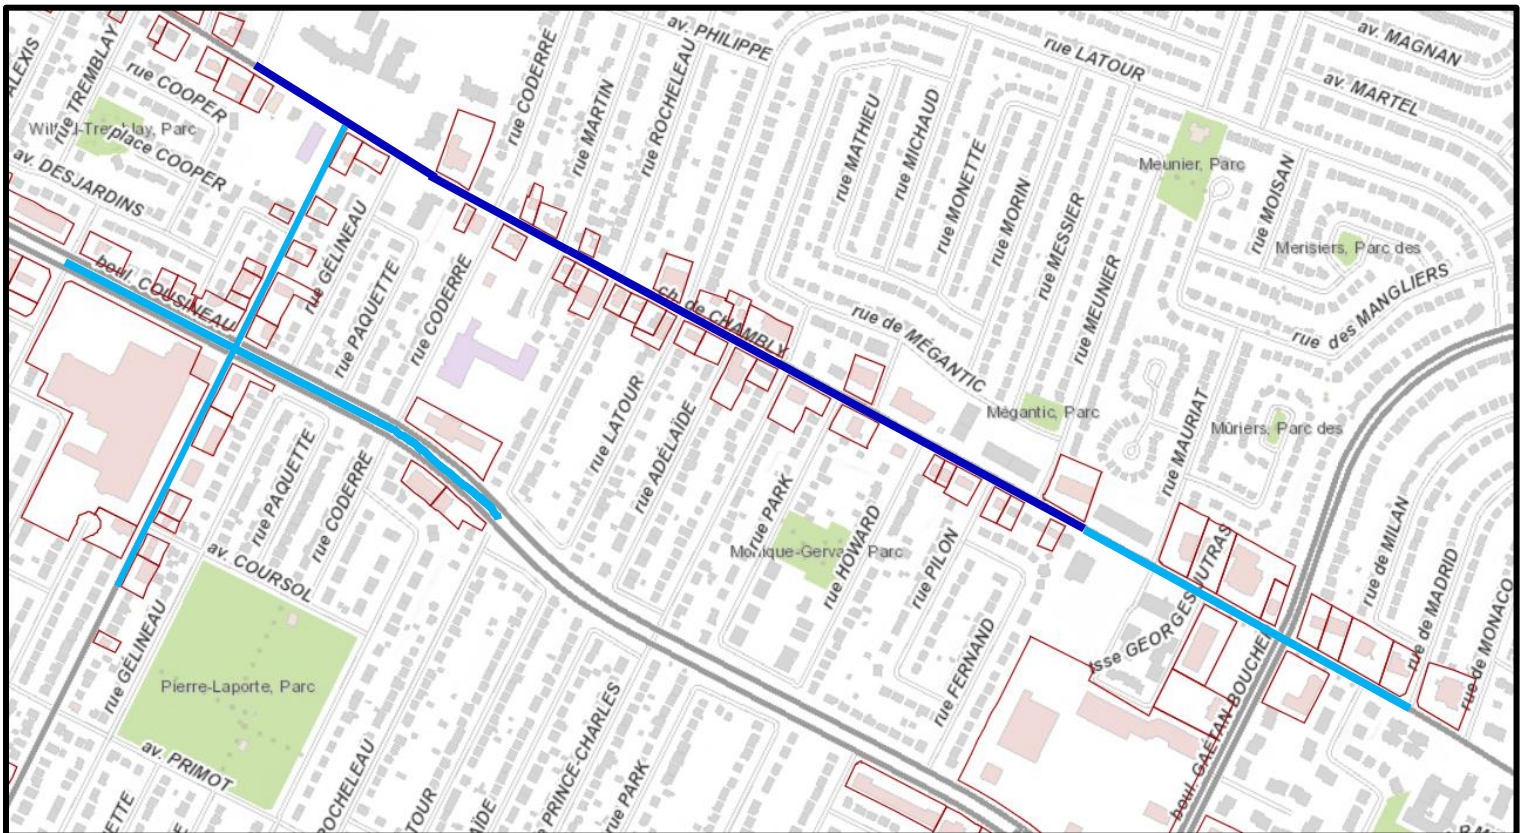 ALEXIS
rue TREMBLAY
rue COOPER
place COOPER
av. DESJARDINS
boul. COUSINEAU
rue GÉLINEAU
rue PAQUETTE
rue CODERRE
rue CODERRE
rue MARTIN
rue ROCHELEAU
av. PHILIPPE
rue LATOUR
av. MAGNAN
av. MARTEL
rue MATHIEU
rue MICHAUD
rue MONETTE
rue MORIN
rue MESSIER
rue MEUNIER
Meunier, Parc
rue MOISAN
Merisiers, Parc des
rue des MANGLIERS
ch. de CHAMBLY
rue de MÉGANTIC
Mégantic, Parc
rue MAURIAT
Mûriers, Parc des
rue LATOUR
rue ADÉLAÏDE
rue PARK
rue HOWARD
rue PILON
rue FERNAND
rue PAQUETTE
rue CODERRE
av. COURSOL
rue GÉLINEAU
Pierre-Laporte, Parc
av. PRIMOT
ROCHELEAU
TOUR
AÏDE
PRINCE-CHARLES
rue PARK
tsse GEORGES-JUTRAS
boul. GAÉTAN-BOUCHER
rue de MILAN
rue de MADRID
rue de MONACO
ETTE